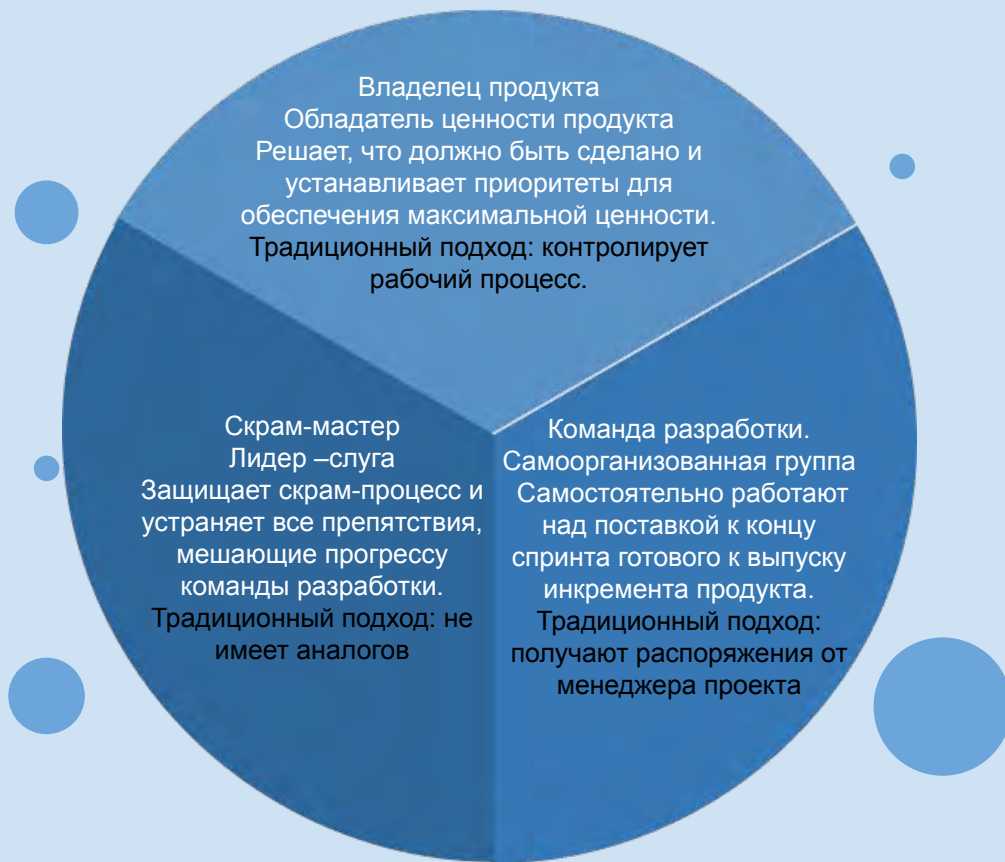 Владелец продукта
Обладатель ценности продукта
Решает, что должно быть сделано и
устанавливает приоритеты для
обеспечения максимальной ценности.
Традиционный подход: контролирует
рабочий процесс.
Скрам-мастер
Лидер –слуга
Защищает скрам-процесс и
устраняет все препятствия,
мешающие прогрессу
команды разработки.
Традиционный подход: не
имеет аналогов
Команда разработки.
Самоорганизованная группа
Самостоятельно работают
над поставкой к концу
спринта готового к выпуску
инкремента продукта.
Традиционный подход:
получают распоряжения от
менеджера проекта